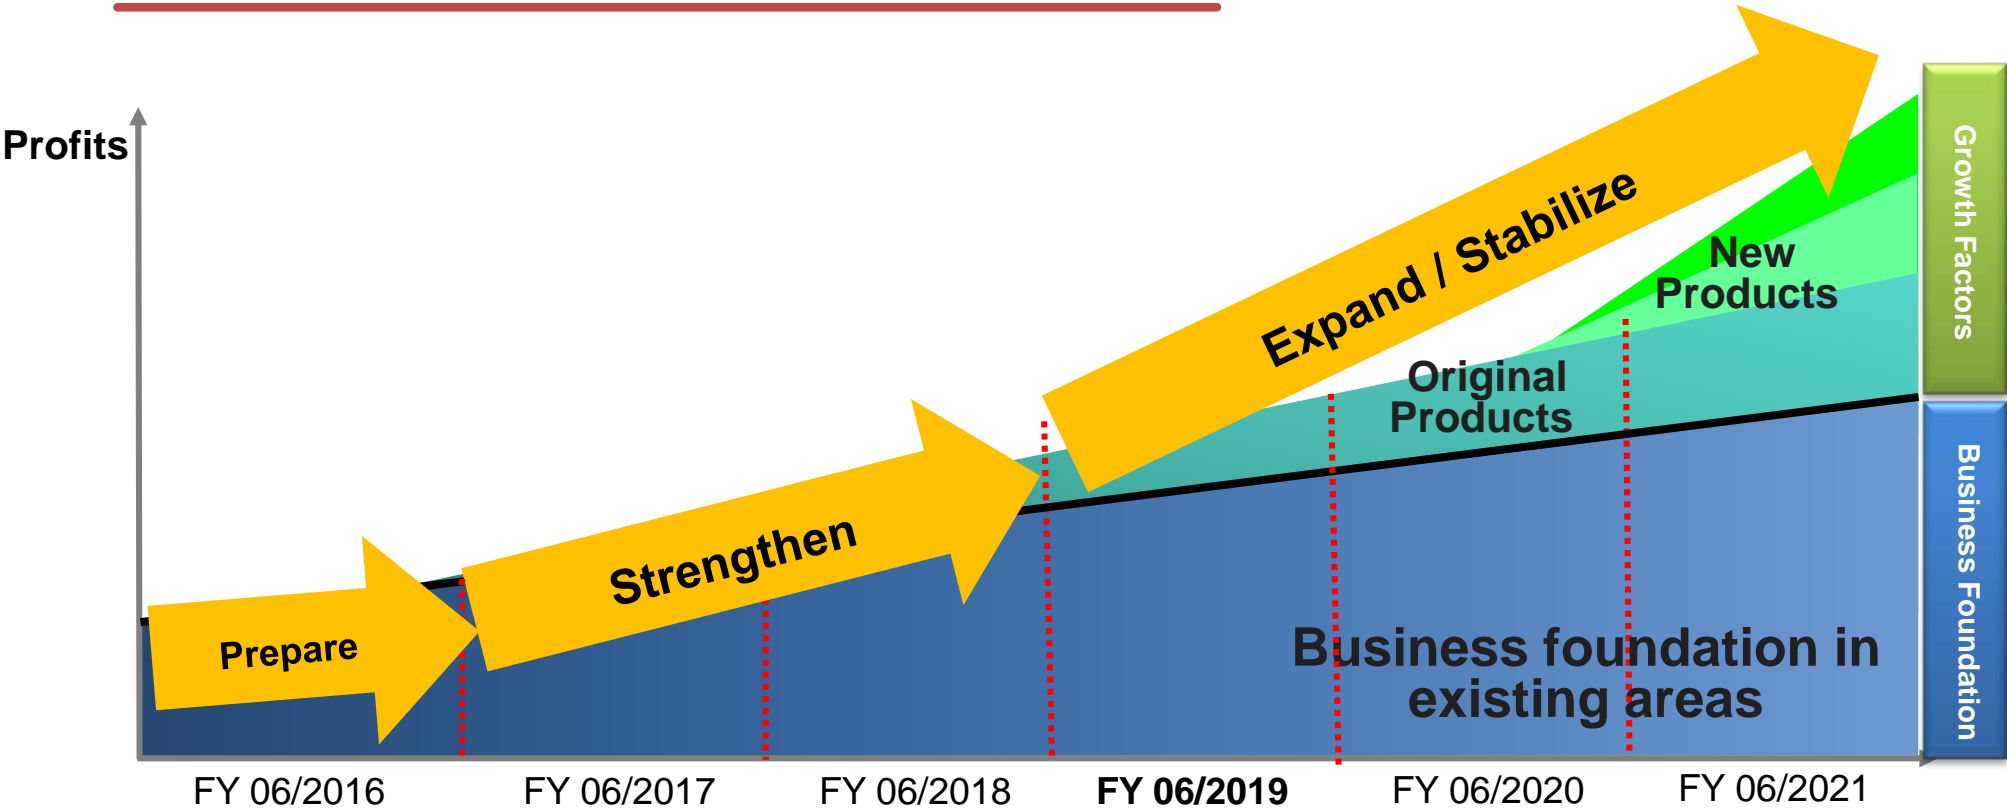 Profits
Prepare
Strengthen
Expand / Stabilize
New
Products
Original
Products
Business foundation in
existing areas
Growth Factors
Business Foundation
FY 06/2016
FY 06/2017
FY 06/2018
FY 06/2019
FY 06/2020
FY 06/2021